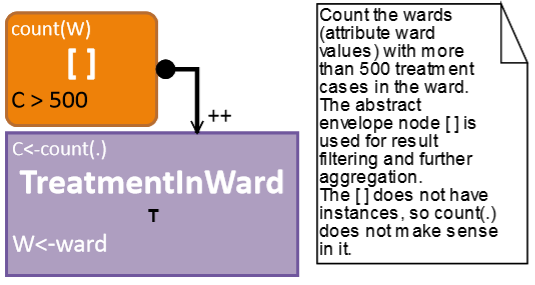 count(W)
[ ]
C > 500
++
C<-count(.)
TreatmentInWard
T
W<-ward
Count the wards
(attribute ward
values) with more
than 500 treatment
cases in the ward.
The abstract
envelope node [ ] is
used for result
filtering and further
aggregation.
The [ ] does not have
instances, so count(.)
does not make sense
in it.